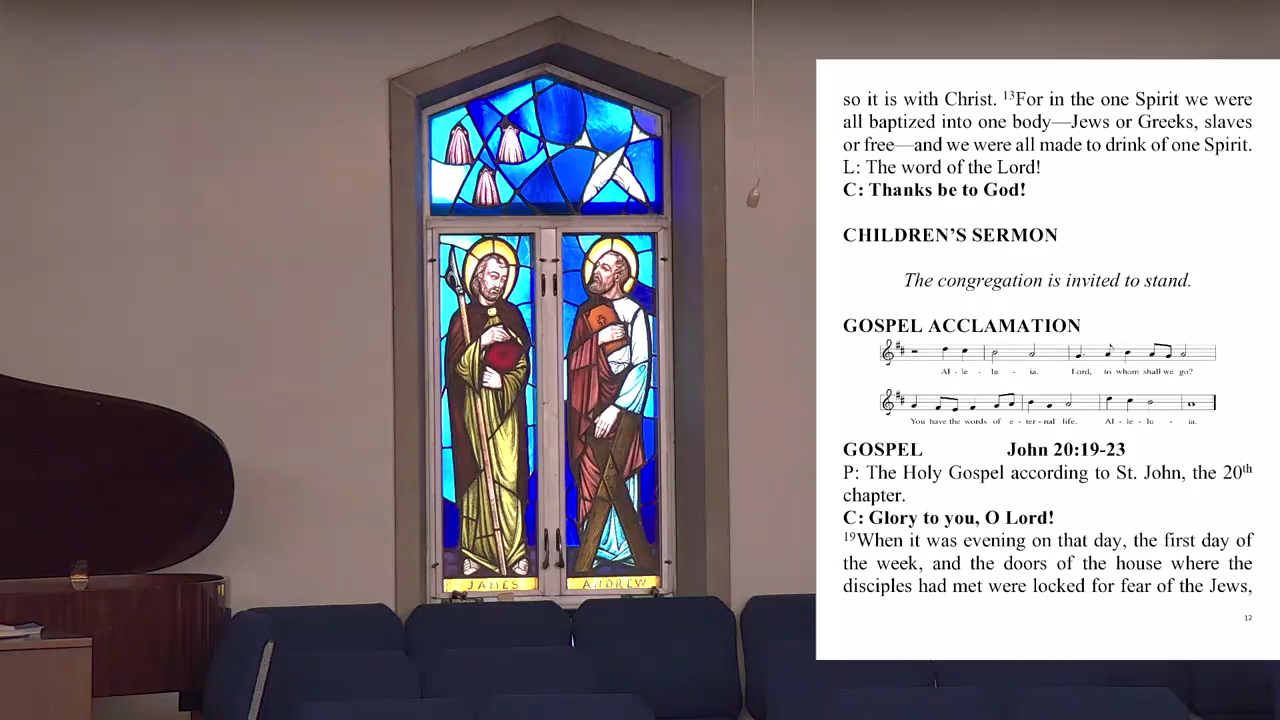 so it is with Christ. ¹³For in the one Spirit we were
all baptized into one body—Jews or Greeks, slaves
or free—and we were all made to drink of one Spirit.
L: The word of the Lord!
C: Thanks be to God!
CHILDREN’S SERMON
The congregation is invited to stand.
GOSPEL ACCLAMATION
Al - le - lu - ia. Lord, to whom shall we go?
You have the words of e - ter - nal life. Al - le - lu - ia.
GOSPEL John 20:19-23
P: The Holy Gospel according to St. John, the 20th
chapter.
C: Glory to you, O Lord!
¹⁹When it was evening on that day, the first day of
the week, and the doors of the house where the
disciples had met were locked for fear of the Jews,
12
JAMES
ANDREW